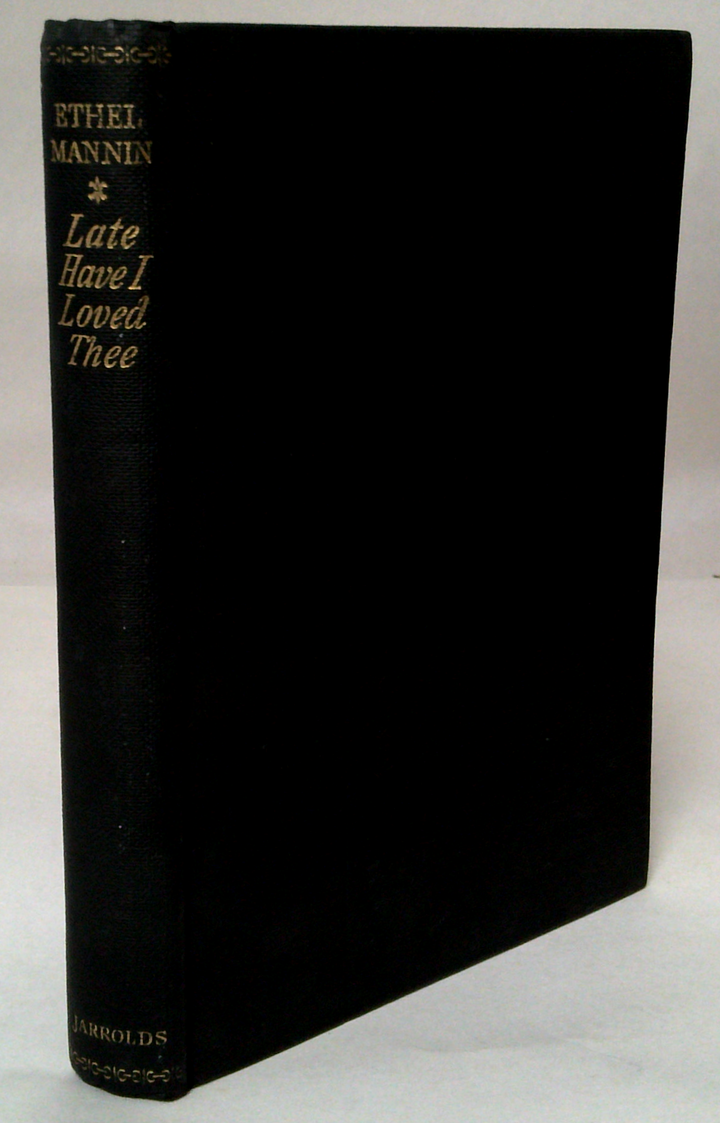 ETHEL
MANNIN
Late
Have I
Loved
Thee
JARROLDS